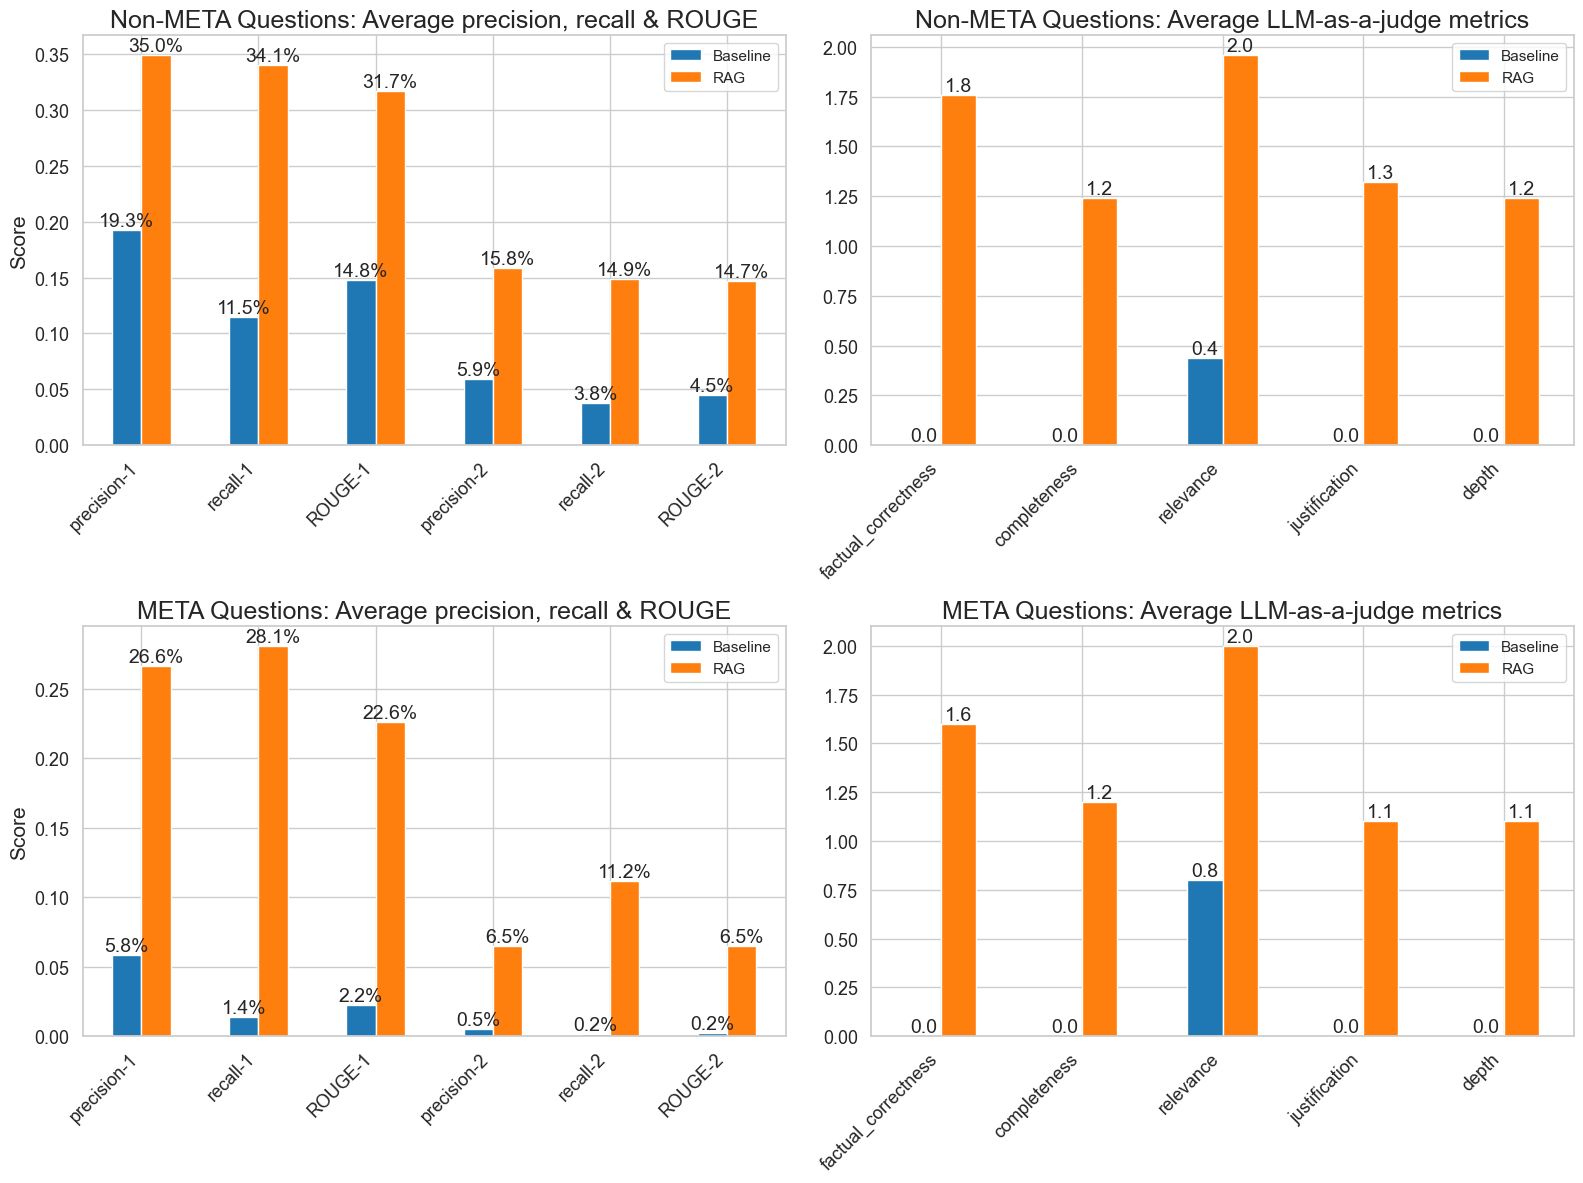 Non-META Questions: Average precision, recall & ROUGE
Score
0.35
0.30
0.25
0.20
0.15
0.10
0.05
0.00
Baseline
RAG
19.3%
35.0%
11.5%
34.1%
14.8%
31.7%
5.9%
15.8%
3.8%
14.9%
4.5%
14.7%
precision-1
recall-1
ROUGE-1
precision-2
recall-2
ROUGE-2
Non-META Questions: Average LLM-as-a-judge metrics
2.00
1.75
1.50
1.25
1.00
0.75
0.50
0.25
0.00
Baseline
RAG
0.0
1.8
0.0
1.2
0.4
2.0
0.0
1.3
0.0
1.2
factual_correctness
completeness
relevance
justification
depth
META Questions: Average precision, recall & ROUGE
Score
0.25
0.20
0.15
0.10
0.05
0.00
Baseline
RAG
5.8%
26.6%
1.4%
28.1%
2.2%
22.6%
0.5%
6.5%
0.2%
11.2%
0.2%
6.5%
precision-1
recall-1
ROUGE-1
precision-2
recall-2
ROUGE-2
META Questions: Average LLM-as-a-judge metrics
2.00
1.75
1.50
1.25
1.00
0.75
0.50
0.25
0.00
Baseline
RAG
0.0
1.6
0.0
1.2
0.8
2.0
0.0
1.1
0.0
1.1
factual_correctness
completeness
relevance
justification
depth